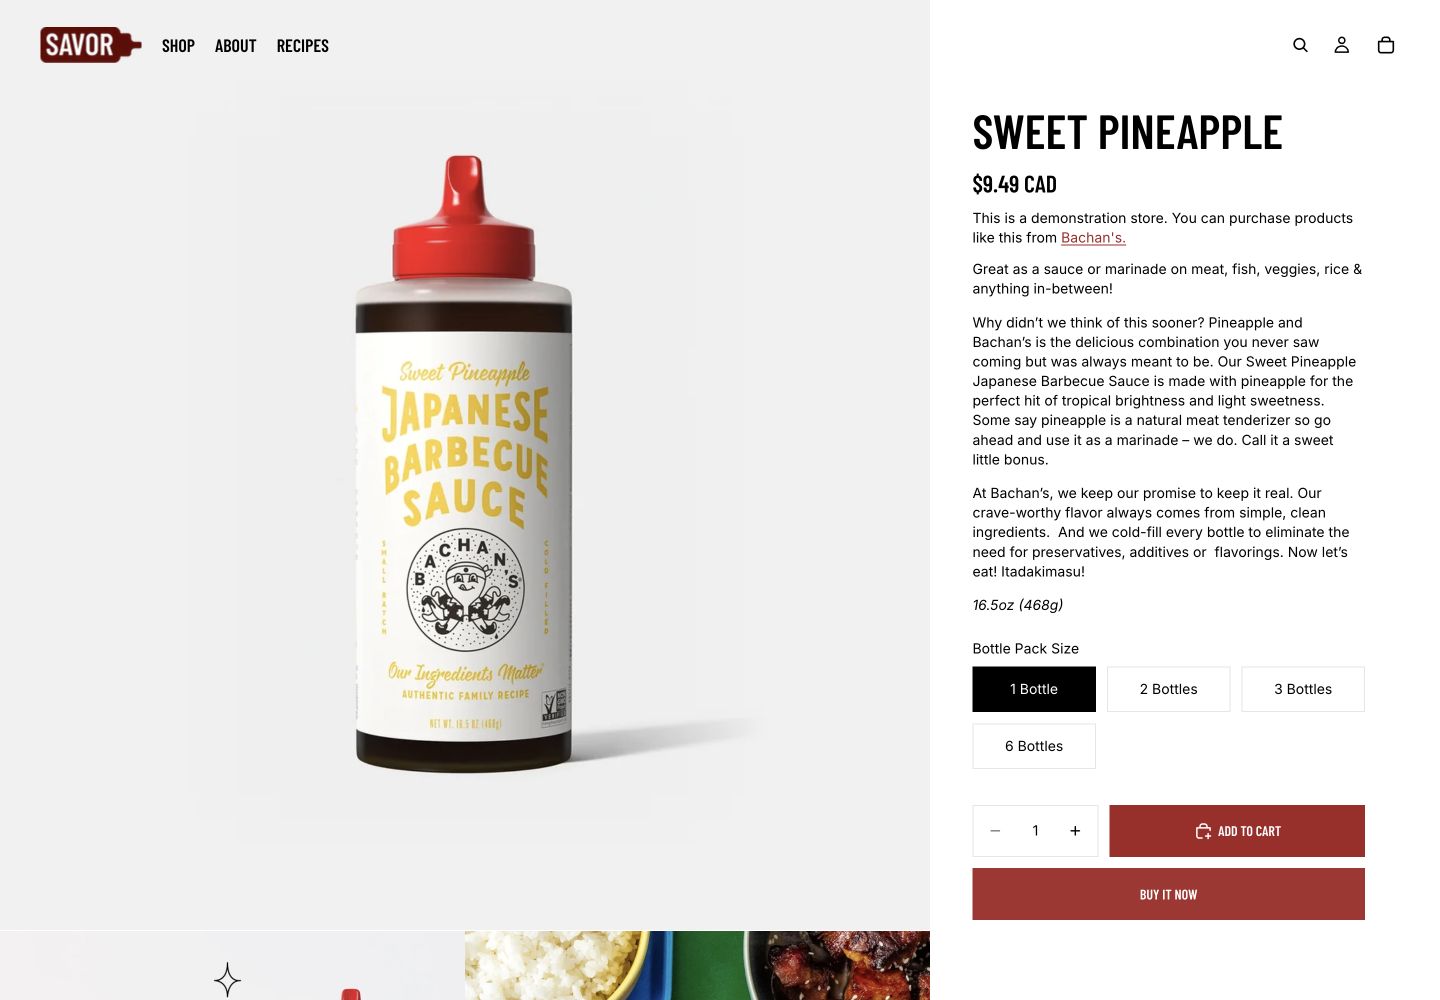 SAVOR SHOP ABOUT RECIPES
Sweet Pineapple
JAPANESE
BARBECUE
SAUCE
BACHAN'S
SMALL BATCH
COLD FILLED
Our Ingredients Matter
AUTHENTIC FAMILY RECIPE
NET WT. 16.5 OZ (468g)
SWEET PINEAPPLE
$9.49 CAD
This is a demonstration store. You can purchase products
like this from Bachan's.
Great as a sauce or marinade on meat, fish, veggies, rice &
anything in-between!
Why didn’t we think of this sooner? Pineapple and
Bachan’s is the delicious combination you never saw
coming but was always meant to be. Our Sweet Pineapple
Japanese Barbecue Sauce is made with pineapple for the
perfect hit of tropical brightness and light sweetness.
Some say pineapple is a natural meat tenderizer so go
ahead and use it as a marinade – we do. Call it a sweet
little bonus.
At Bachan’s, we keep our promise to keep it real. Our
crave-worthy flavor always comes from simple, clean
ingredients.  And we cold-fill every bottle to eliminate the
need for preservatives, additives or  flavorings. Now let’s
eat! Itadakimasu!
16.5oz (468g)
Bottle Pack Size
1 Bottle 2 Bottles 3 Bottles
6 Bottles
− 1 + ADD TO CART
BUY IT NOW